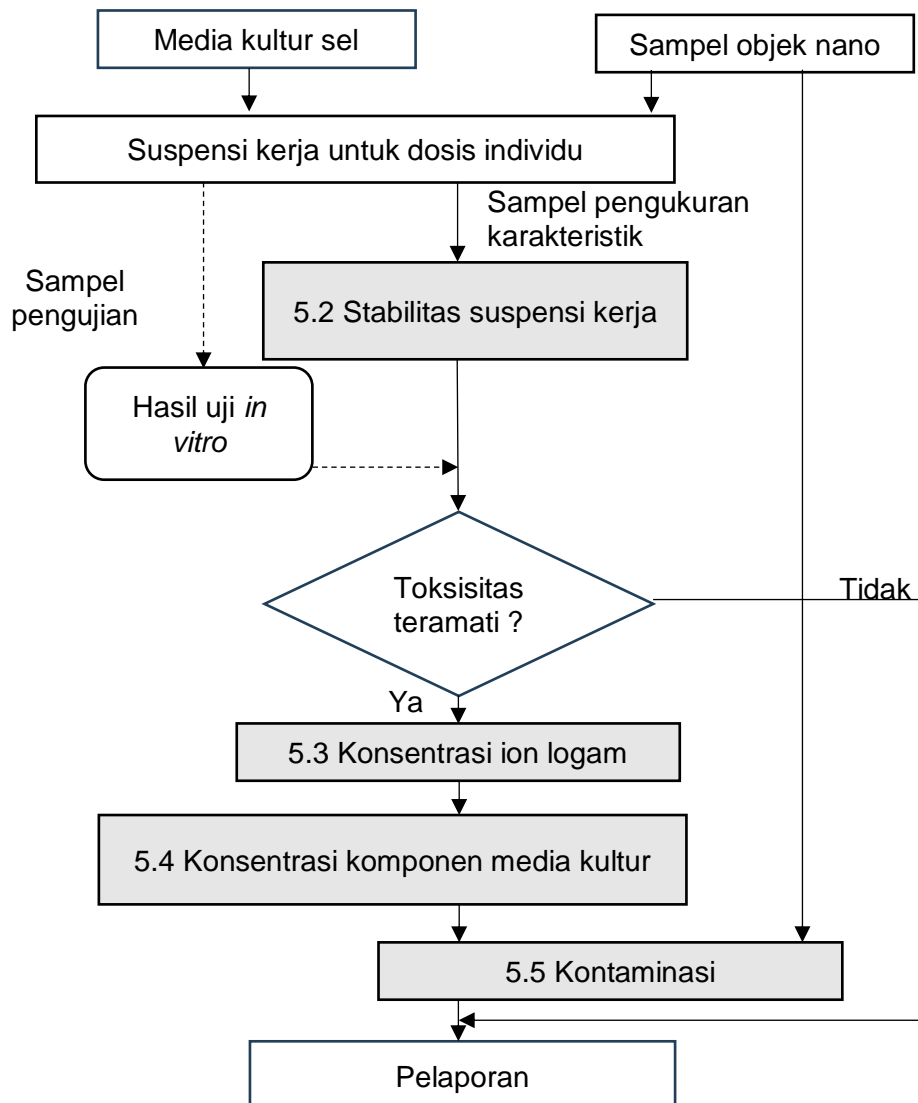 Media kultur sel
Sampel objek nano
Suspensi kerja untuk dosis individu
Sampel pengukuran
karakteristik
Sampel
pengujian
5.2 Stabilitas suspensi kerja
Hasil uji in
vitro
Toksisitas
teramati ?
Tidak
Ya
5.3 Konsentrasi ion logam
5.4 Konsentrasi komponen media kultur
5.5 Kontaminasi
Pelaporan